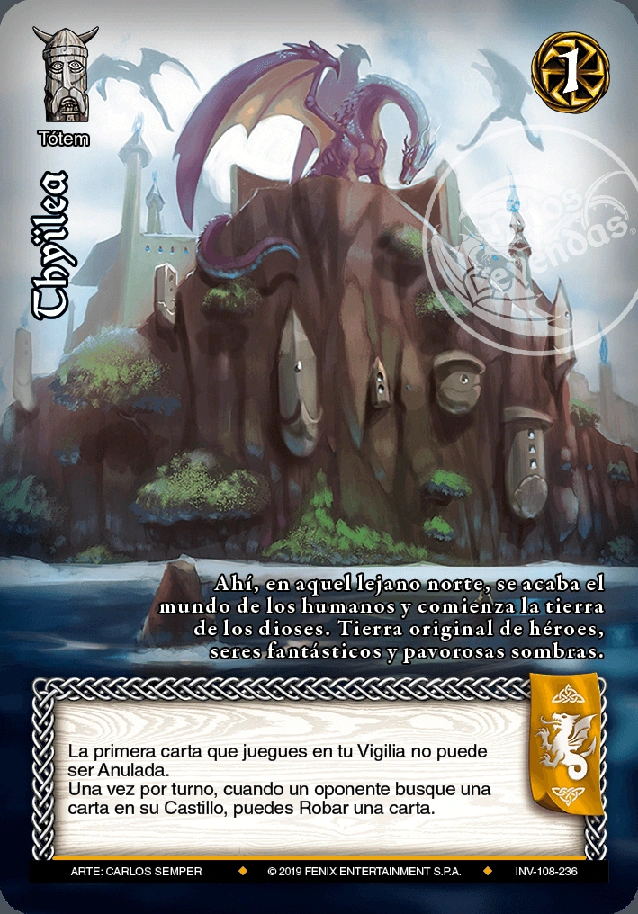 1
Tótem
Thyïlea
Mitos
Leyendas®
Ahí, en aquel lejano norte, se acaba el
mundo de los humanos y comienza la tierra
de los dioses. Tierra original de héroes,
seres fantásticos y pavorosas sombras.
La primera carta que juegues en tu Vigilia no puede
ser Anulada.
Una vez por turno, cuando un oponente busque una
carta en su Castillo, puedes Robar una carta.
ARTE: CARLOS SEMPER ◆ © 2019 FENIX ENTERTAINMENT S.P.A. ◆ INV-108-236